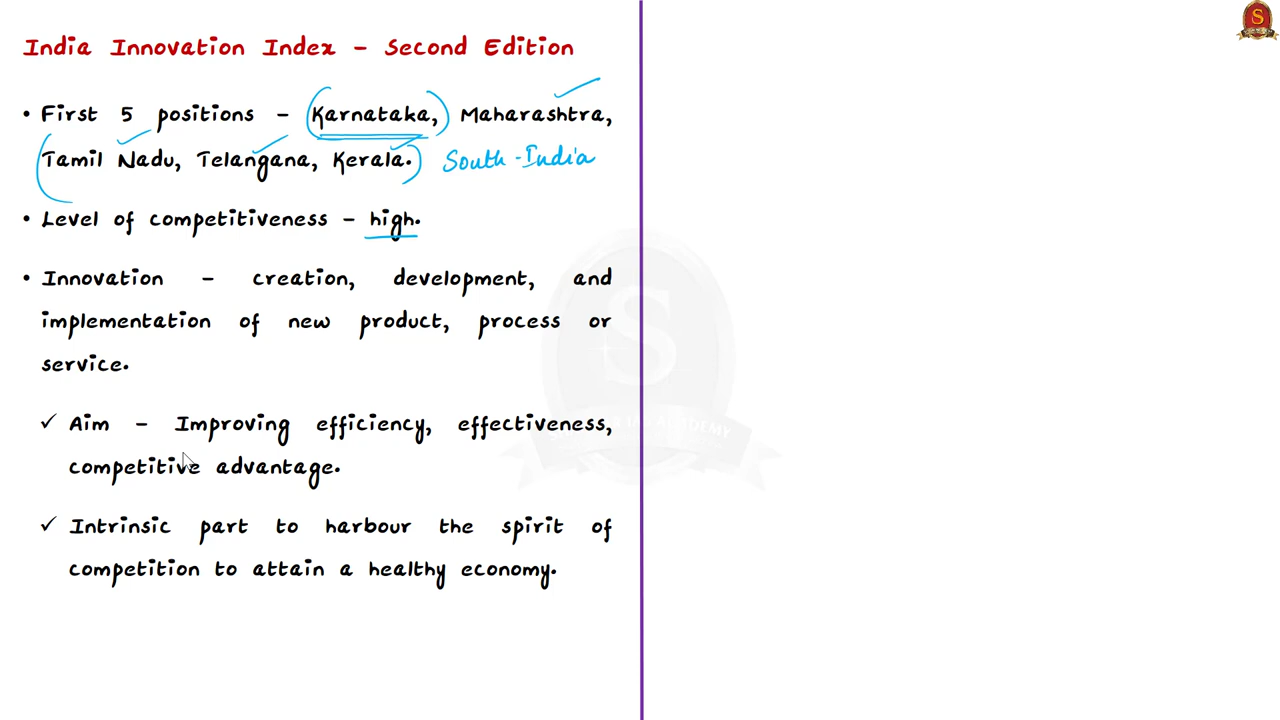 India Innovation Index - Second Edition
• First 5 positions - Karnataka, Maharashtra,
Tamil Nadu, Telangana, Kerala. South-India
• Level of competitiveness - high.
• Innovation - creation, development, and
implementation of new product, process or
service.
✓ Aim - Improving efficiency, effectiveness,
competitive advantage.
✓ Intrinsic part to harbour the spirit of
competition to attain a healthy economy.